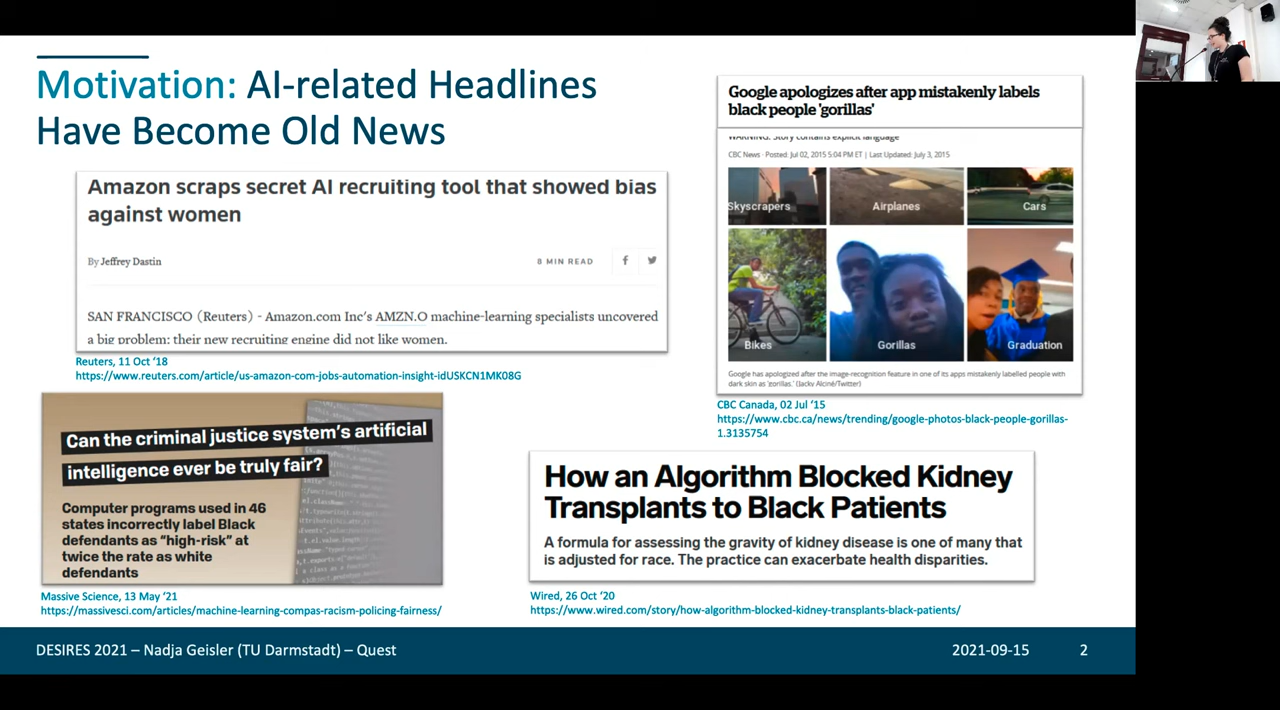 Motivation: AI-related Headlines
Have Become Old News
Amazon scraps secret AI recruiting tool that showed bias
against women
By Jeffrey Dastin
8 MIN READ
SAN FRANCISCO (Reuters) - Amazon.com Inc's AMZN.O machine-learning specialists uncovered
a big problem: their new recruiting engine did not like women.
Reuters, 11 Oct '18
https://www.reuters.com/article/us-amazon-com-jobs-automation-insight-idUSKCN1MK08G
Google apologizes after app mistakenly labels
black people 'gorillas'
WARNING: Story contains explicit language
CBC News · Posted: Jul 02, 2015 5:04 PM ET | Last Updated: July 3, 2015
Skyscrapers
Airplanes
Cars
Bikes
Gorillas
Graduation
Google has apologized after the image-recognition feature in one of its apps mistakenly labelled people with
dark skin as 'gorillas.' (Jacky Alciné/Twitter)
CBC Canada, 02 Jul '15
https://www.cbc.ca/news/trending/google-photos-black-people-gorillas-
1.3135754
Can the criminal justice system's artificial
intelligence ever be truly fair?
Computer programs used in 46
states incorrectly label Black
defendants as “high-risk” at
twice the rate as white
defendants
Massive Science, 13 May '21
https://massivesci.com/articles/machine-learning-compas-racism-policing-fairness/
How an Algorithm Blocked Kidney
Transplants to Black Patients
A formula for assessing the gravity of kidney disease is one of many that
is adjusted for race. The practice can exacerbate health disparities.
Wired, 26 Oct '20
https://www.wired.com/story/how-algorithm-blocked-kidney-transplants-black-patients/
DESIRES 2021 – Nadja Geisler (TU Darmstadt) – Quest
2021-09-15
2